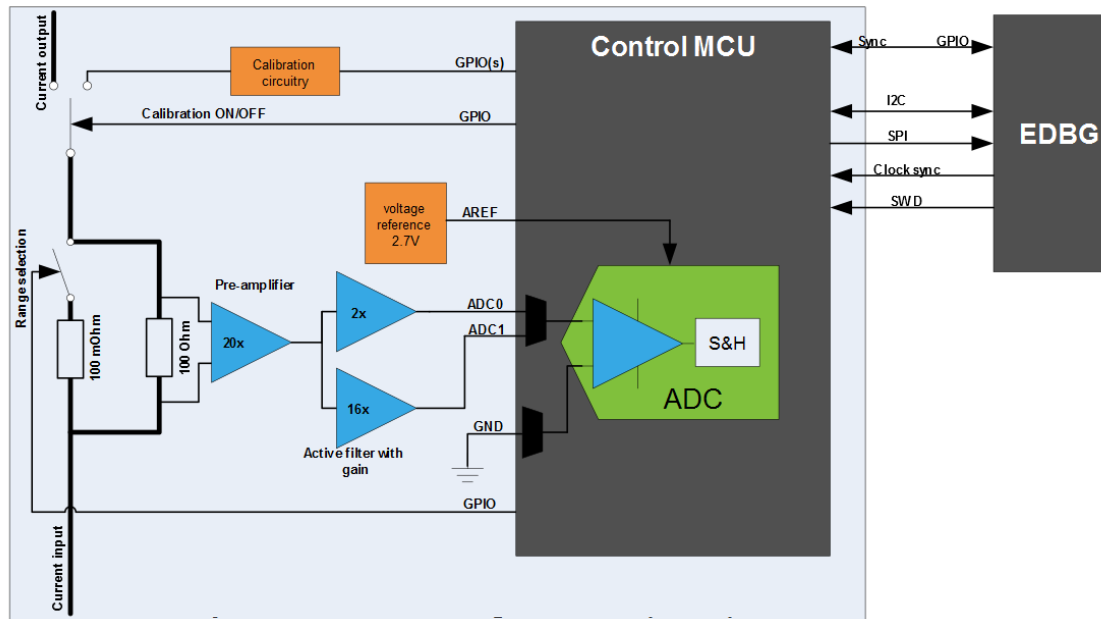 Current output
Calibration
circuitry
GPIO(s)
Control MCU
Sync
GPIO
Calibration ON/OFF
GPIO
I2C
SPI
EDBG
Clock sync
SWD
voltage
reference
2.7V
AREF
Range selection
Pre-amplifier
100 mOhm
100 Ohm
20x
2x
16x
ADC0
ADC1
S&H
ADC
GND
Active filter with
gain
GPIO
Current input